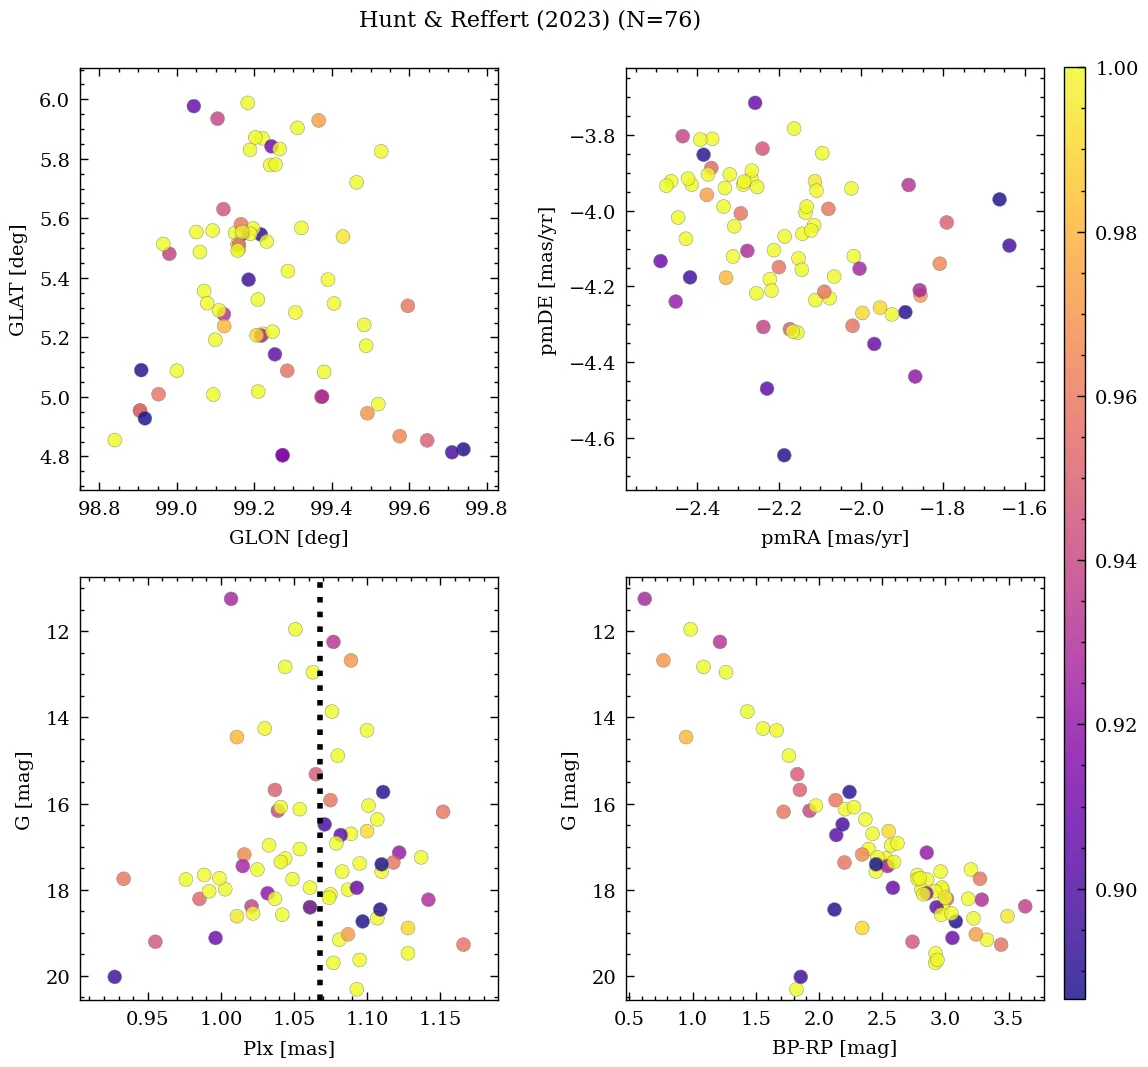 Hunt & Reffert (2023) (N=76)
6.0
5.8
5.6
5.4
5.2
5.0
4.8
GLAT [deg]
98.8 99.0 99.2 99.4 99.6 99.8
GLON [deg]
−3.8
−4.0
−4.2
−4.4
−4.6
pmDE [mas/yr]
−2.4 −2.2 −2.0 −1.8 −1.6
pmRA [mas/yr]
12
14
16
18
20
G [mag]
0.95 1.00 1.05 1.10 1.15
Plx [mas]
12
14
16
18
20
G [mag]
0.5 1.0 1.5 2.0 2.5 3.0 3.5
BP-RP [mag]
1.00
0.98
0.96
0.94
0.92
0.90